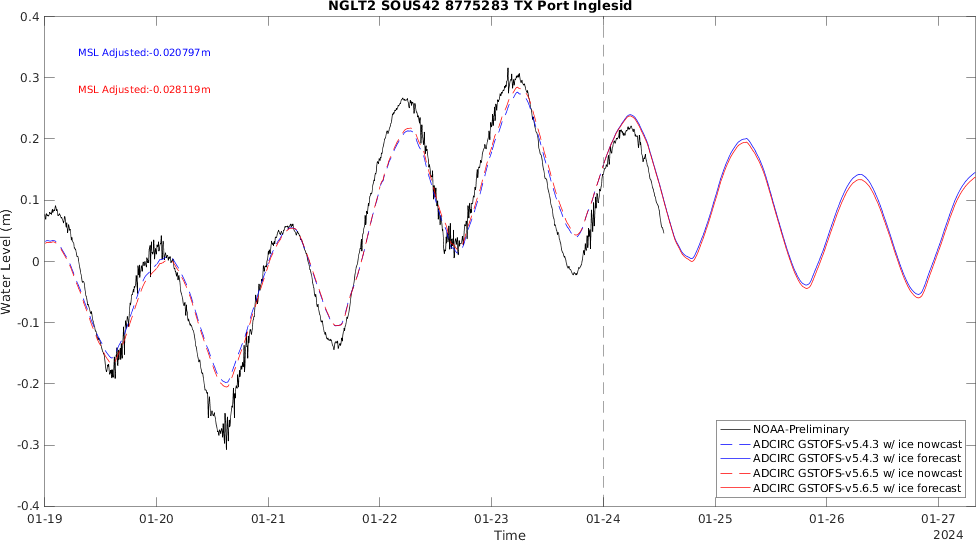 NGLT2 SOUS42 8775283 TX Port Inglesid
MSL Adjusted:-0.020797m
MSL Adjusted:-0.028119m
0.4
0.3
0.2
0.1
0
-0.1
-0.2
-0.3
-0.4
Water Level (m)
NOAA-Preliminary
ADCIRC GSTOFS-v5.4.3 w/ ice nowcast
ADCIRC GSTOFS-v5.4.3 w/ ice forecast
ADCIRC GSTOFS-v5.6.5 w/ ice nowcast
ADCIRC GSTOFS-v5.6.5 w/ ice forecast
01-19 01-20 01-21 01-22 01-23 01-24 01-25 01-26 01-27
Time
2024